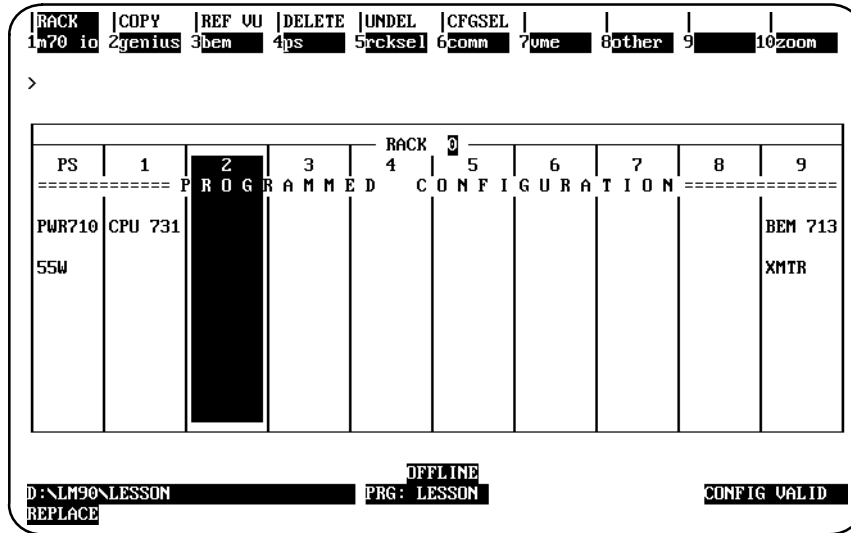 |RACK |COPY |REF VU |DELETE |UNDEL |CFGSEL | | | |
1m70 io 2genius 3bem 4ps 5rcksel 6comm 7vme 8other 9 10zoom
>
RACK 0
PS 1 2 3 4 5 6 7 8 9
============= P R O G R A M M E D C O N F I G U R A T I O N ===============
PWR710 CPU 731 BEM 713
55W XMTR
OFFLINE
D:\LM90\LESSON PRG: LESSON CONFIG VALID
REPLACE